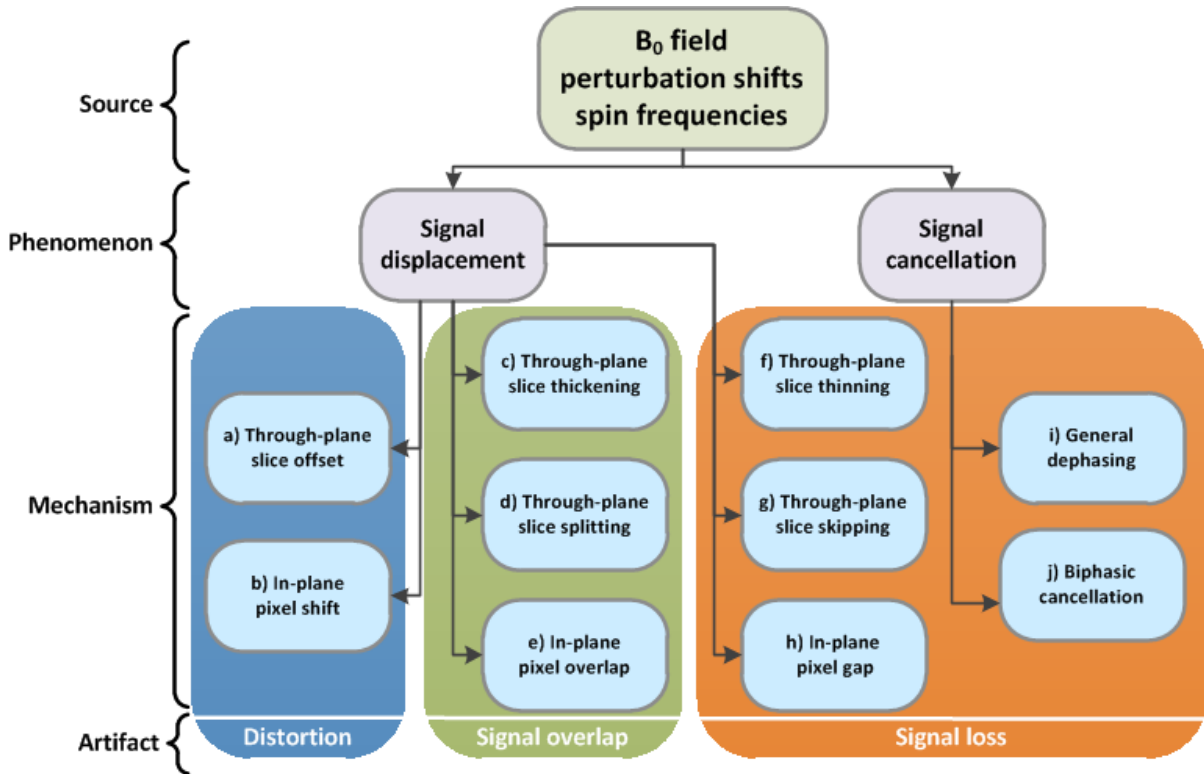 B₀ field
perturbation shifts
spin frequencies
Source
Phenomenon
Signal
displacement
Signal
cancellation
Mechanism
a) Through-plane
slice offset
b) In-plane
pixel shift
c) Through-plane
slice thickening
d) Through-plane
slice splitting
e) In-plane
pixel overlap
f) Through-plane
slice thinning
g) Through-plane
slice skipping
h) In-plane
pixel gap
i) General
dephasing
j) Biphasic
cancellation
Artifact
Distortion
Signal overlap
Signal loss